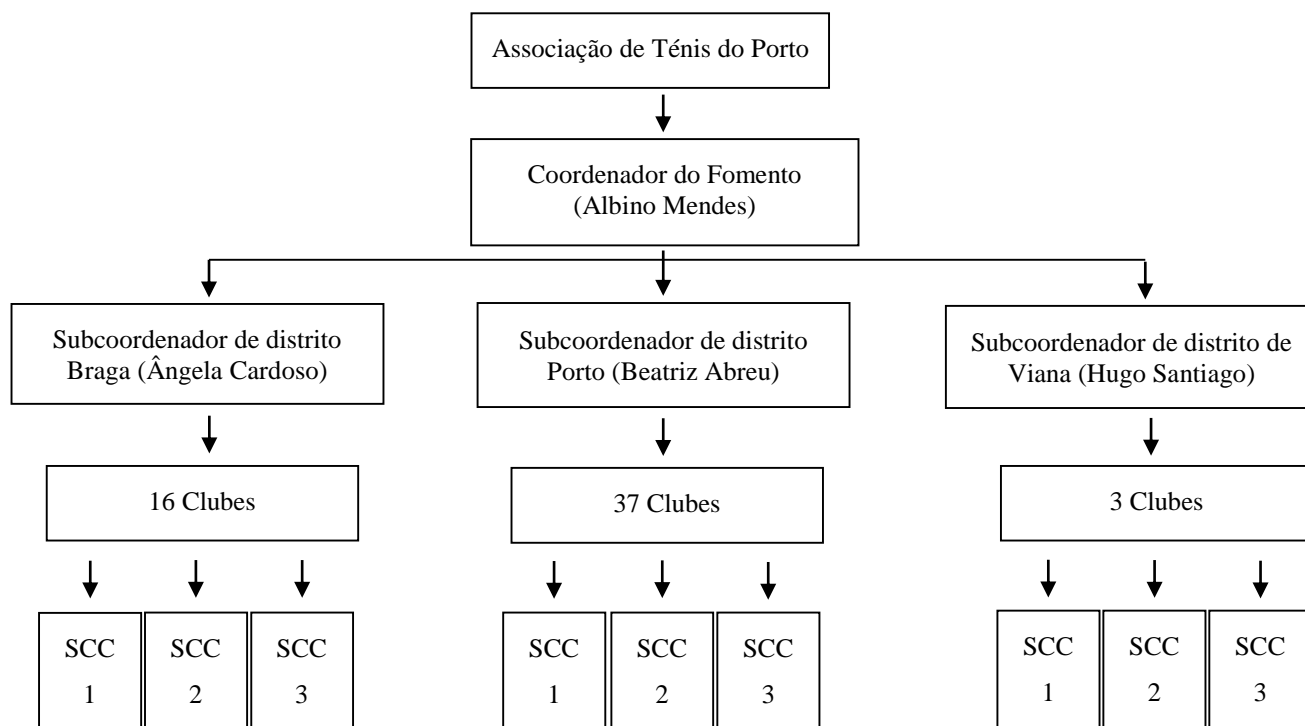 Associação de Ténis do Porto
Coordenador do Fomento
(Albino Mendes)
Subcoordenador de distrito
Braga (Ângela Cardoso)
Subcoordenador de distrito
Porto (Beatriz Abreu)
Subcoordenador de distrito de
Viana (Hugo Santiago)
16 Clubes
37 Clubes
3 Clubes
SCC
1
SCC
2
SCC
3
SCC
1
SCC
2
SCC
3
SCC
1
SCC
2
SCC
3